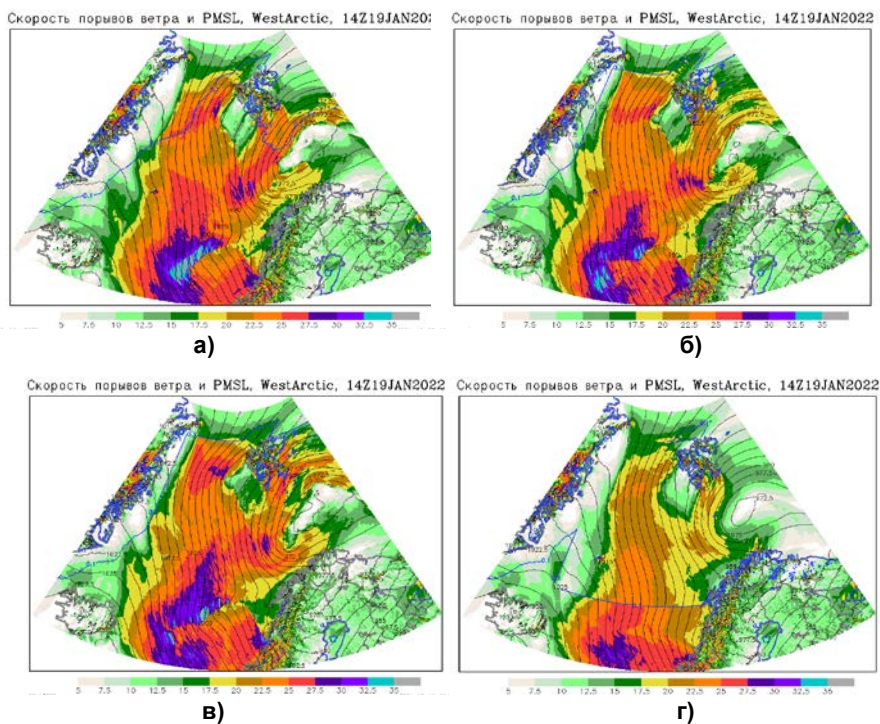 Скорость порывов ветра и PMSL, WestArctic, 14Z19JAN202
Скорость порывов ветра и PMSL, WestArctic, 14Z19JAN2022
5 7.5 10 12.5 15 17.5 20 22.5 25 27.5 30 32.5 35
5 7.5 10 12.5 15 17.5 20 22.5 25 27.5 30 32.5 35
а)
б)
Скорость порывов ветра и PMSL, WestArctic, 14Z19JAN2022
Скорость порывов ветра и PMSL, WestArctic, 14Z19JAN2022
5 7.5 10 12.5 15 17.5 20 22.5 25 27.5 30 32.5 35
5 7.5 10 12.5 15 17.5 20 22.5 25 27.5 30 32.5 35
в)
г)